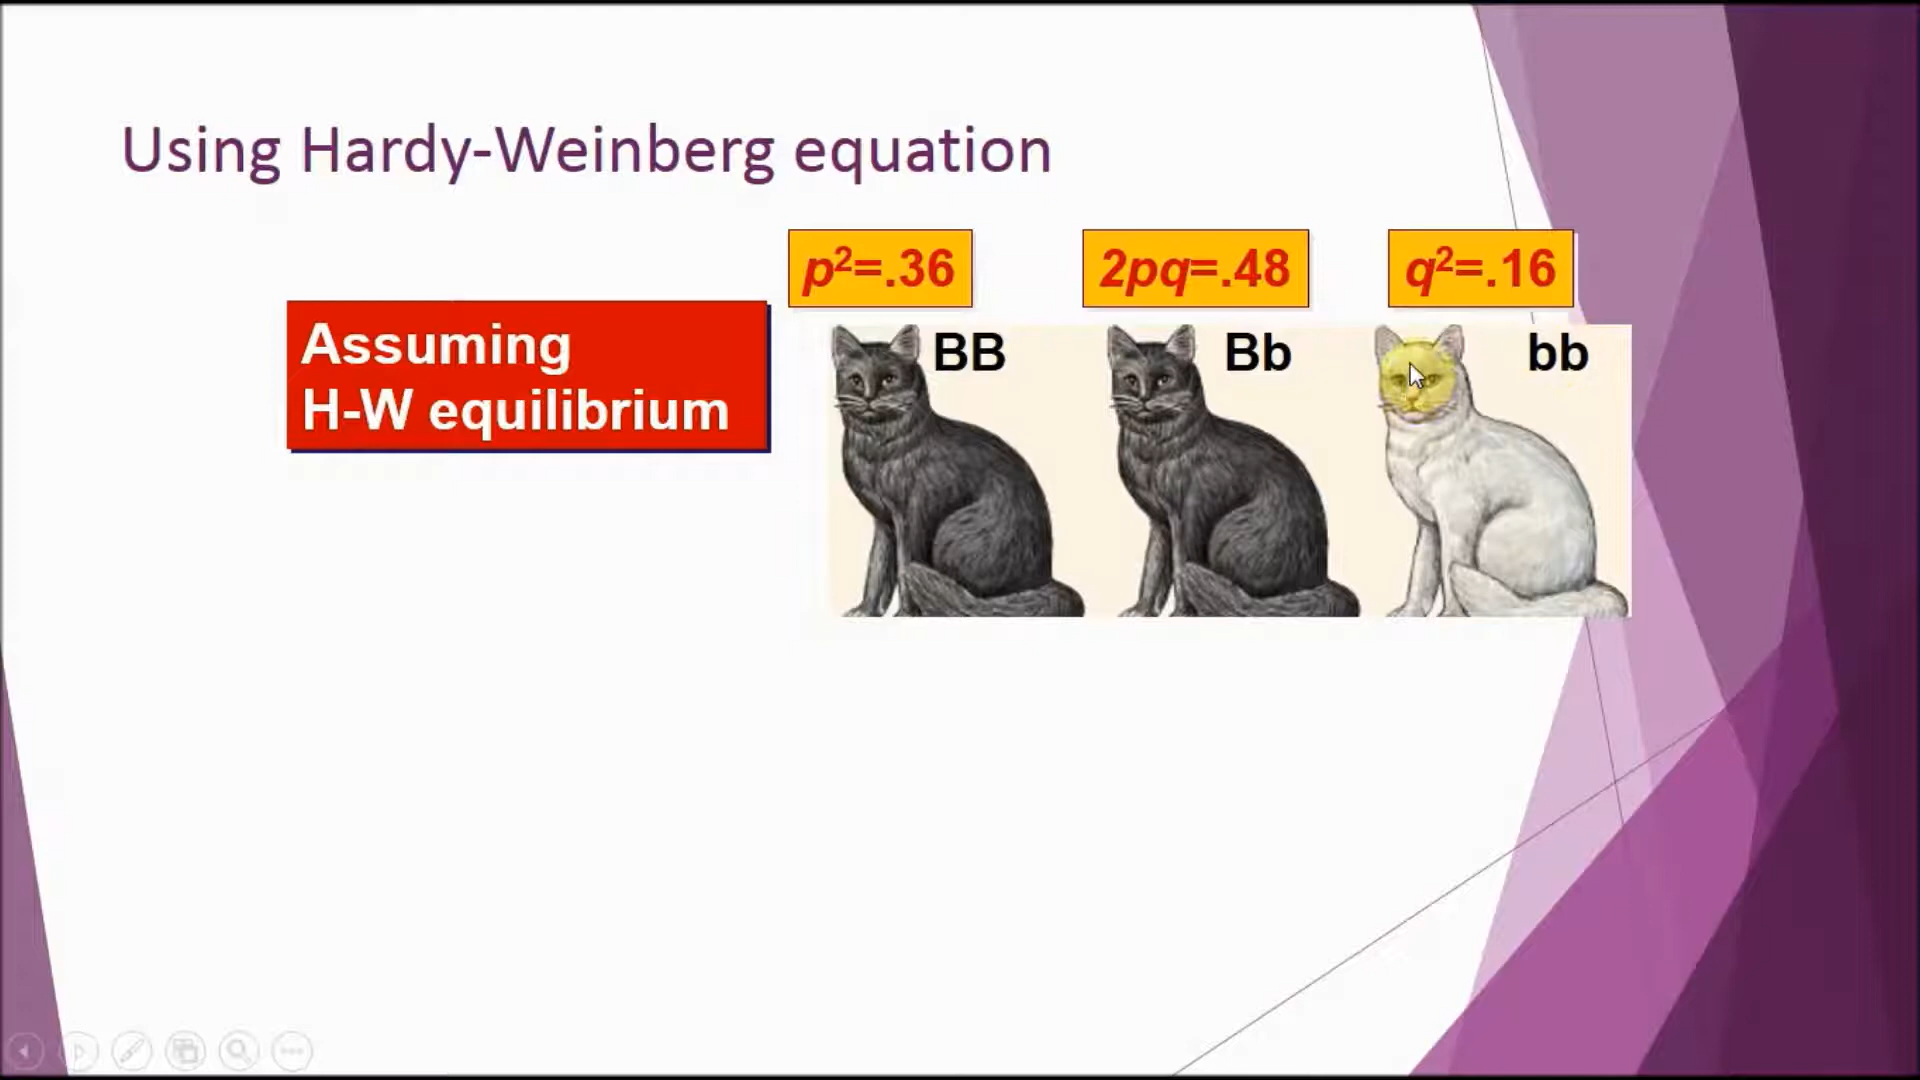 Using Hardy-Weinberg equation
p²=.36
2pq=.48
q²=.16
Assuming
H-W equilibrium
BB
Bb
bb